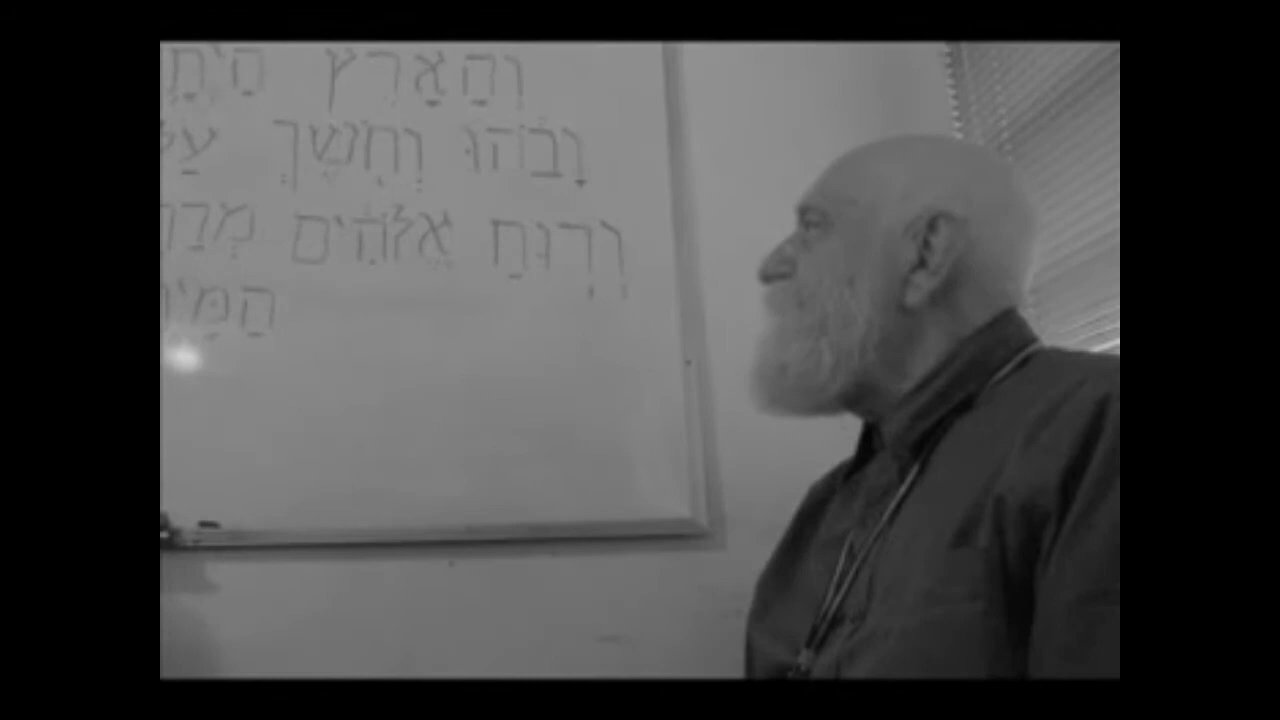 וְהַאָרֶץ הַיְתָ
וָבֹהוּ וְחֹשֶׁךְ עַל
וְרוּחַ אֱלֹהִים מְרַ
הַמָּיִ